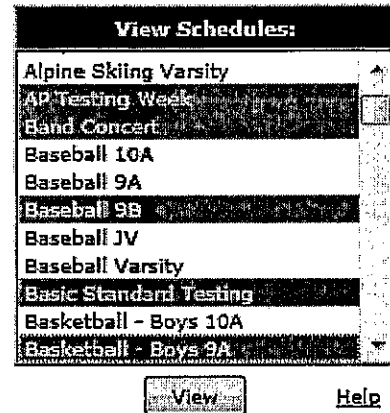 View Schedules:
Alpine Skiing Varsity
AP Testing Week
Band Concert
Baseball 10A
Baseball 9A
Baseball 9B
Baseball JV
Baseball Varsity
Basic Standard Testing
Basketball - Boys 10A
Basketball - Boys 9A
View
Help